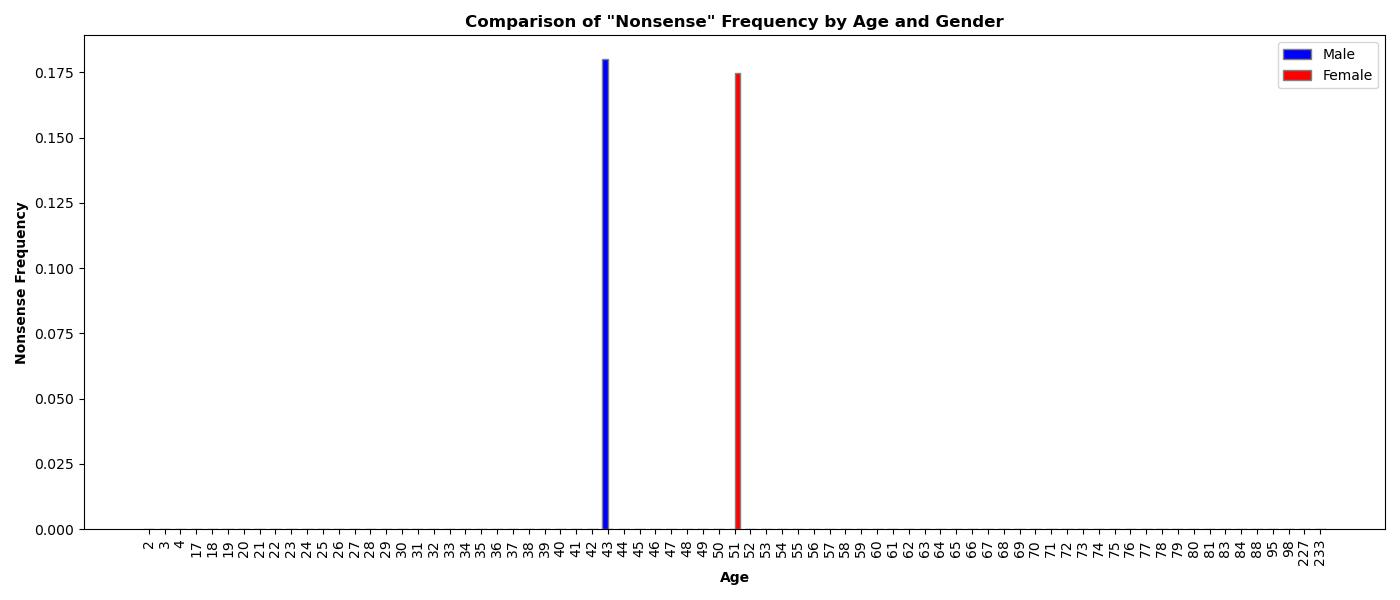 Comparison of "Nonsense" Frequency by Age and Gender
Male
Female
0.175
0.150
0.125
0.100
0.075
0.050
0.025
0.000
Nonsense Frequency
2 3 4 17 18 19 20 21 22 23 24 25 26 27 28 29 30 31 32 33 34 35 36 37 38 39 40 41 42 43 44 45 46 47 48 49 50 51 52 53 54 55 56 57 58 59 60 61 62 63 64 65 66 67 68 69 70 71 72 73 74 75 76 77 78 79 80 81 83 84 88 95 98 227 233
Age